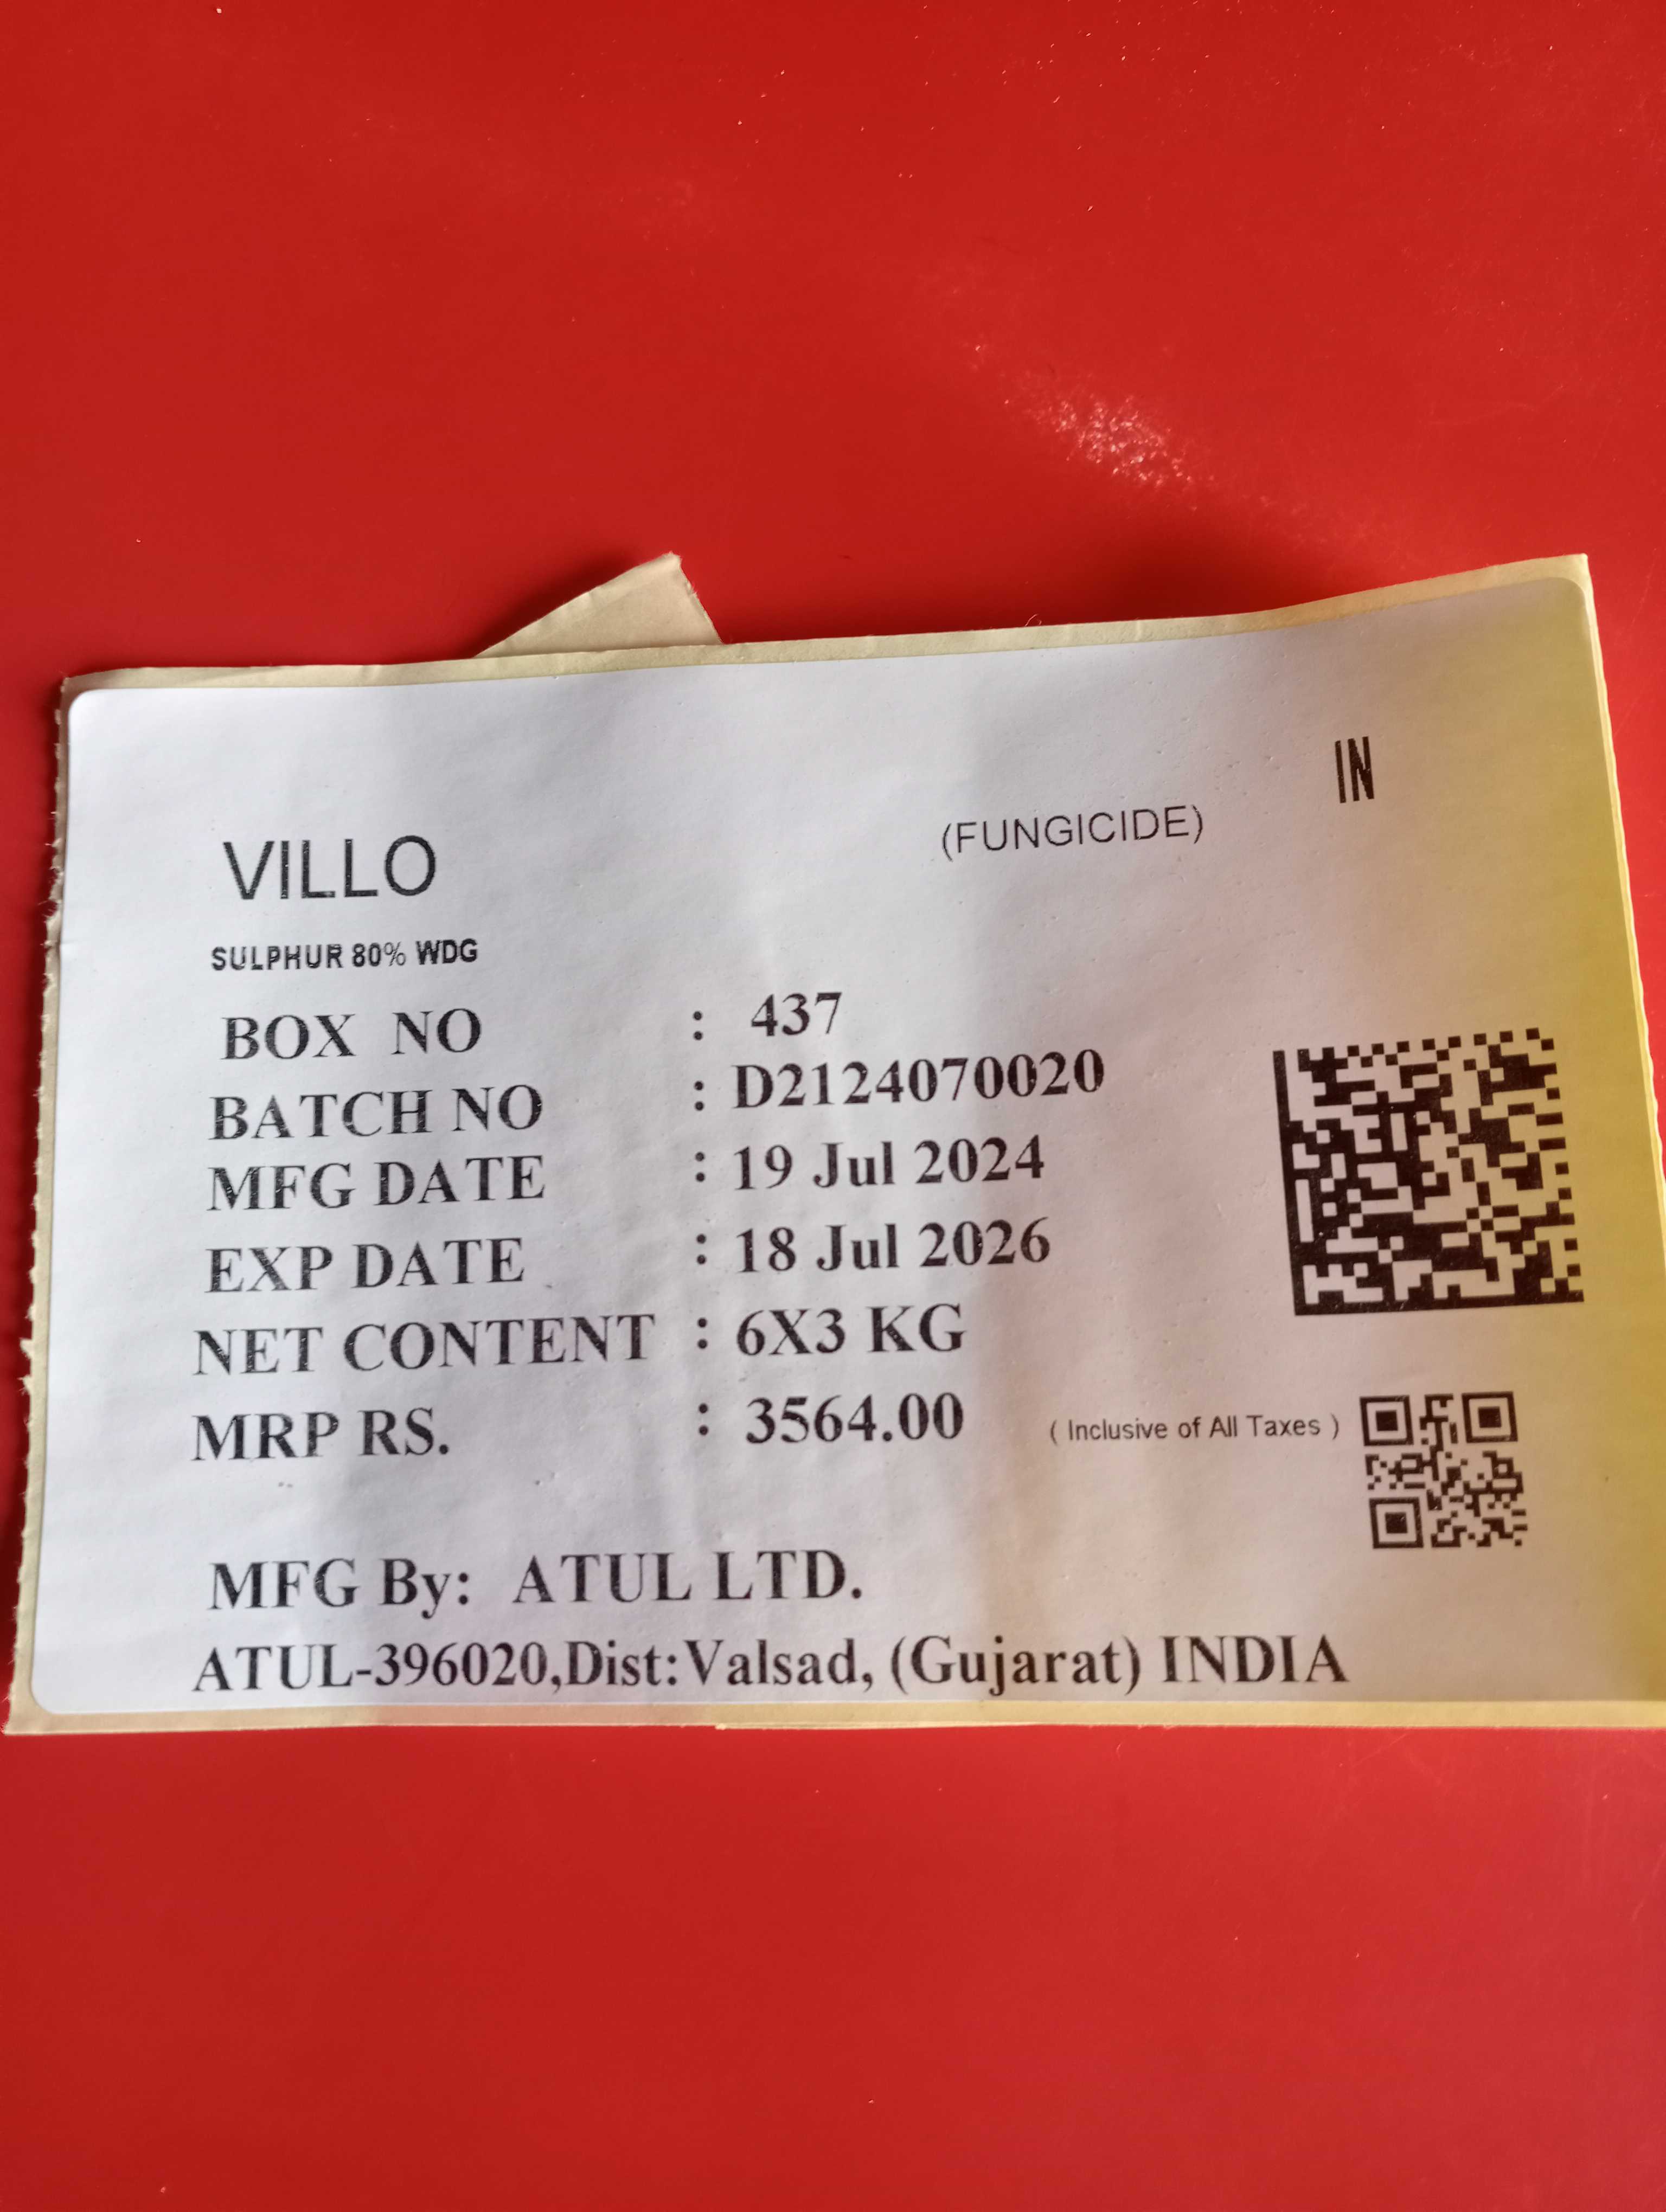 IN
VILLO (FUNGICIDE)
SULPHUR 80% WDG
BOX NO : 437
BATCH NO : D2124070020
MFG DATE : 19 Jul 2024
EXP DATE : 18 Jul 2026
NET CONTENT : 6X3 KG
MRP RS. : 3564.00 ( Inclusive of All Taxes )
MFG By: ATUL LTD.
ATUL-396020,Dist:Valsad, (Gujarat) INDIA